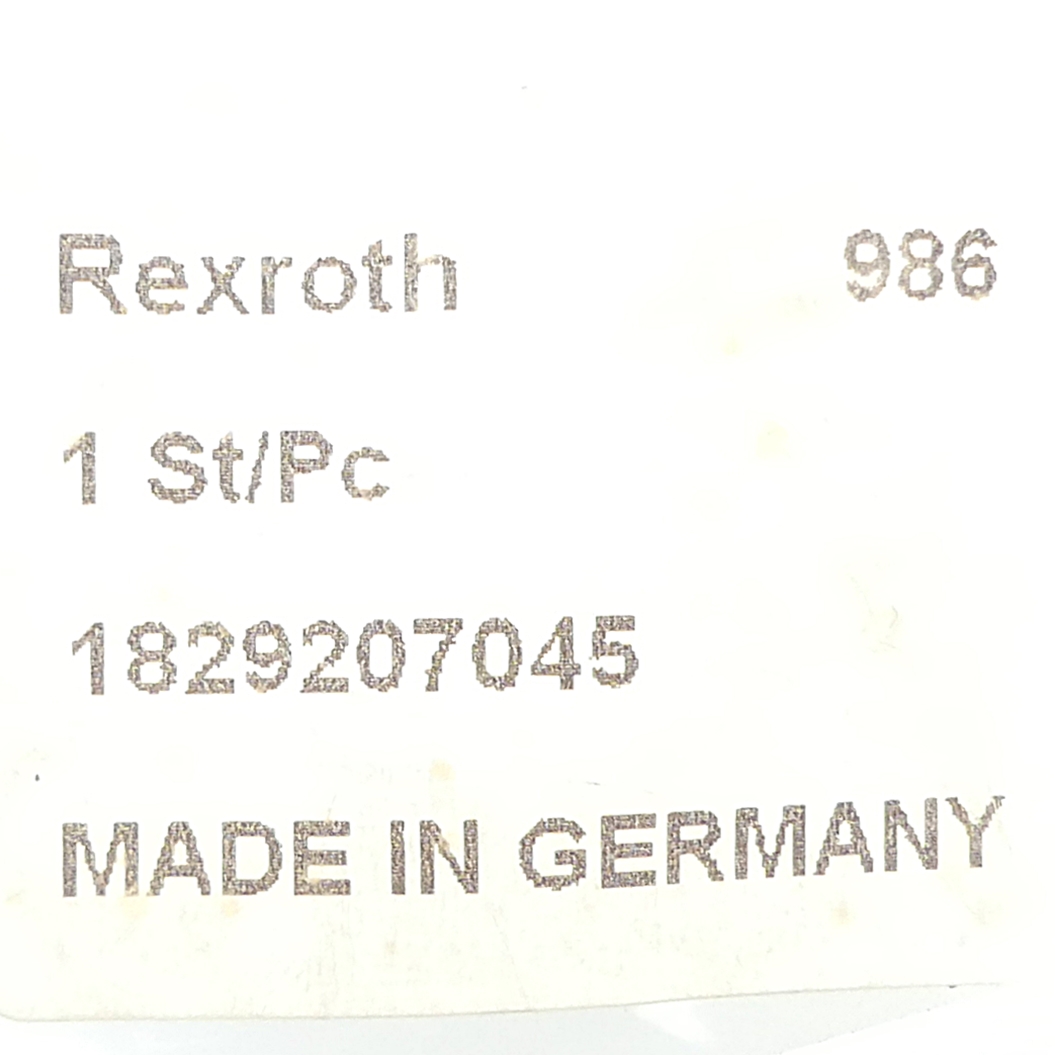 Rexroth 986
1 St/Pc
1829207045
MADE IN GERMANY